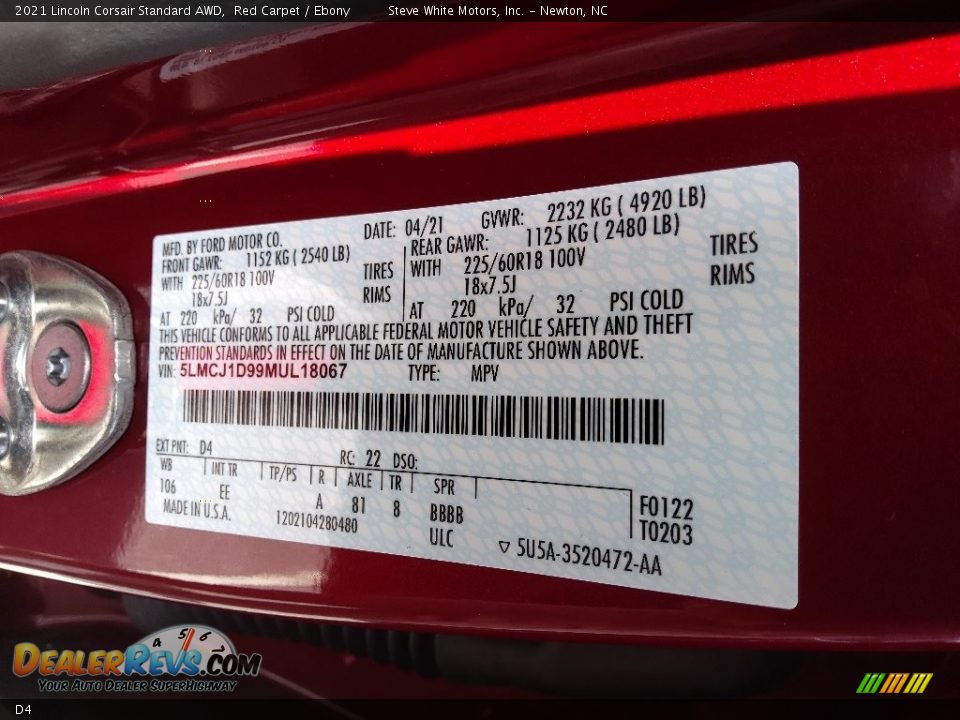 2021 Lincoln Corsair Standard AWD,  Red Carpet / Ebony        Steve White Motors, Inc. - Newton, NC
MFD. BY FORD MOTOR CO. DATE: 04/21 GVWR: 2232 KG ( 4920 LB)
FRONT GAWR: 1152 KG ( 2540 LB) REAR GAWR: 1125 KG ( 2480 LB)
WITH 225/60R18 100V TIRES WITH 225/60R18 100V TIRES
18x7.5J RIMS 18x7.5J RIMS
AT 220 kPa/ 32 PSI COLD AT 220 kPa/ 32 PSI COLD
THIS VEHICLE CONFORMS TO ALL APPLICABLE FEDERAL MOTOR VEHICLE SAFETY AND THEFT
PREVENTION STANDARDS IN EFFECT ON THE DATE OF MANUFACTURE SHOWN ABOVE.
VIN: 5LMCJ1D99MUL18067 TYPE: MPV
EXT PNT: D4 RC: 22 DSO:
WB INT TR TP/PS R AXLE TR SPR
106 EE A 81 8 BBBB F0122
MADE IN U.S.A. 1202104280480 ULC T0203
▽ 5U5A-3520472-AA
4 5 6
DEALERREVS.COM
YOUR AUTO DEALER SUPERHIGHWAY
D4